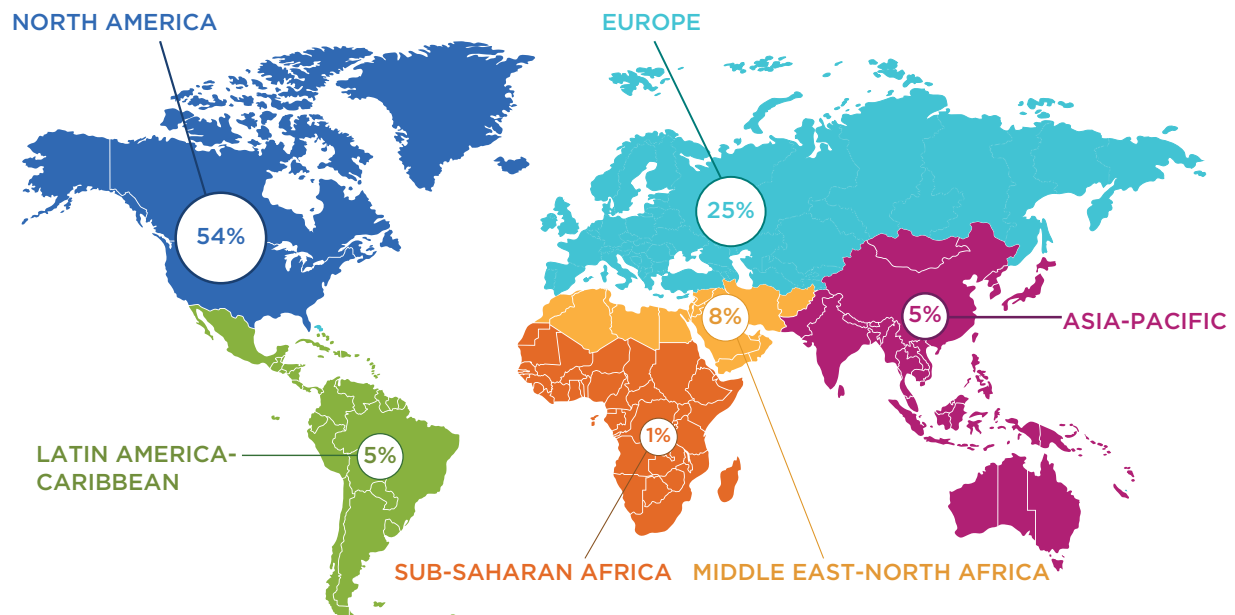 NORTH AMERICA
EUROPE
54%
25%
8%
5%
ASIA-PACIFIC
1%
LATIN AMERICA-
CARIBBEAN
5%
SUB-SAHARAN AFRICA
MIDDLE EAST-NORTH AFRICA